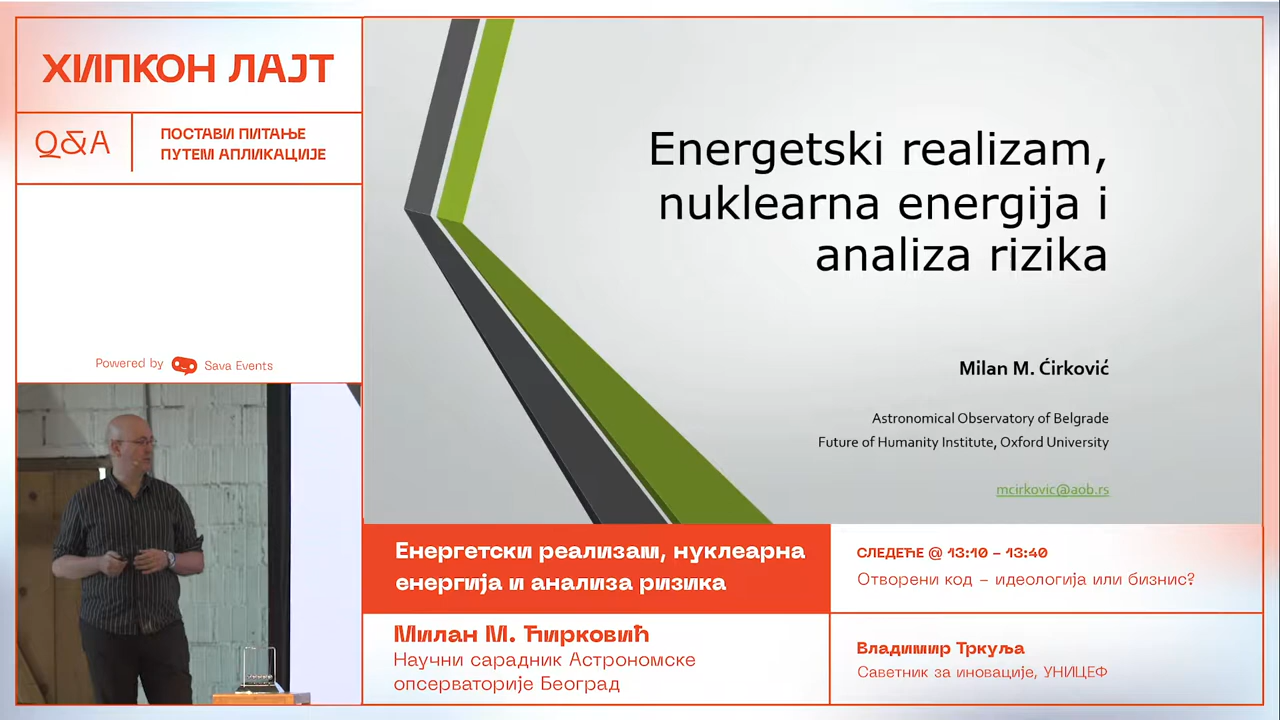 ХИПКОН ЛАЈТ
Q&A
ПОСТАВИ ПИТАЊЕ
ПУТЕМ АПЛИКАЦИЈЕ
Powered by Sava Events
Energetski realizam,
nuklearna energija i
analiza rizika
Milan M. Ćirković
Astronomical Observatory of Belgrade
Future of Humanity Institute, Oxford University
mcirkovic@aob.rs
Енергетски реализам, нуклеарна
енергија и анализа ризика
Милан М. Ћирковић
Научни сарадник Астрономске
опсерваторије Београд
СЛЕДЕЋЕ @ 13:10 – 13:40
Отворени код – идеологија или бизнис?
Владимир Тркуља
Саветник за иновације, УНИЦЕФ